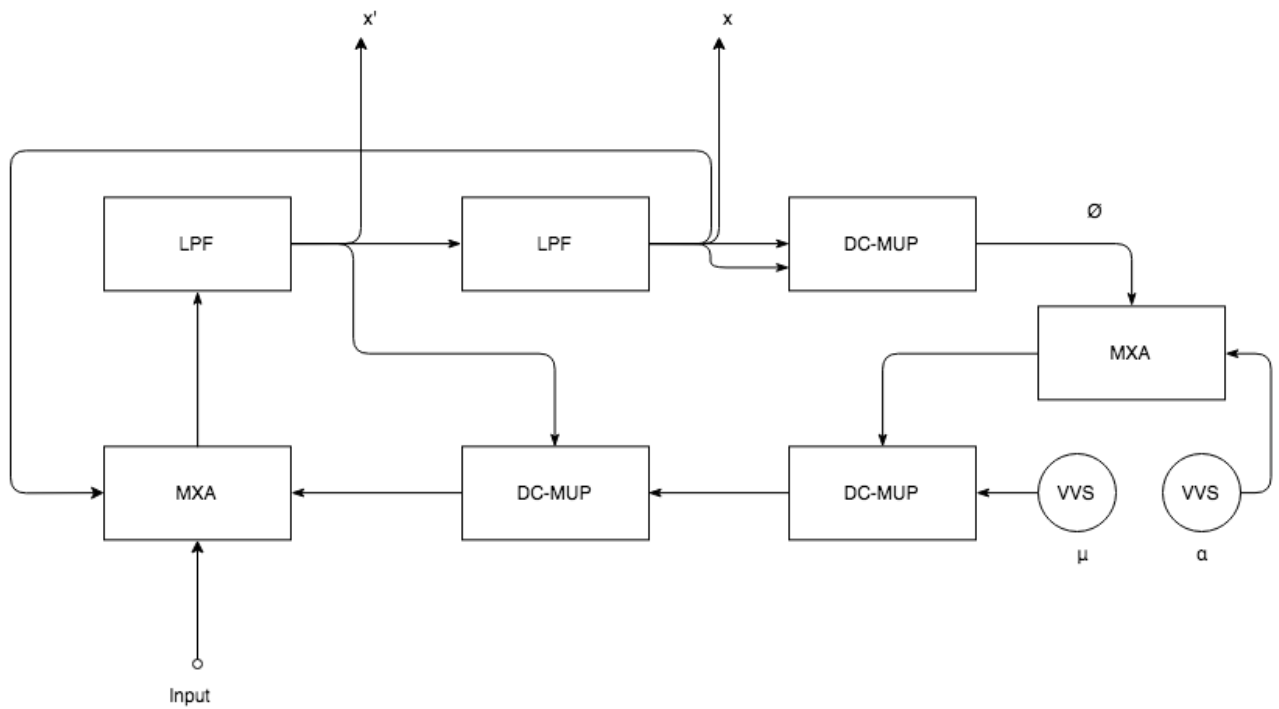 x'
x
Ø
LPF
LPF
DC-MUP
MXA
MXA
DC-MUP
DC-MUP
VVS
VVS
μ
α
Input